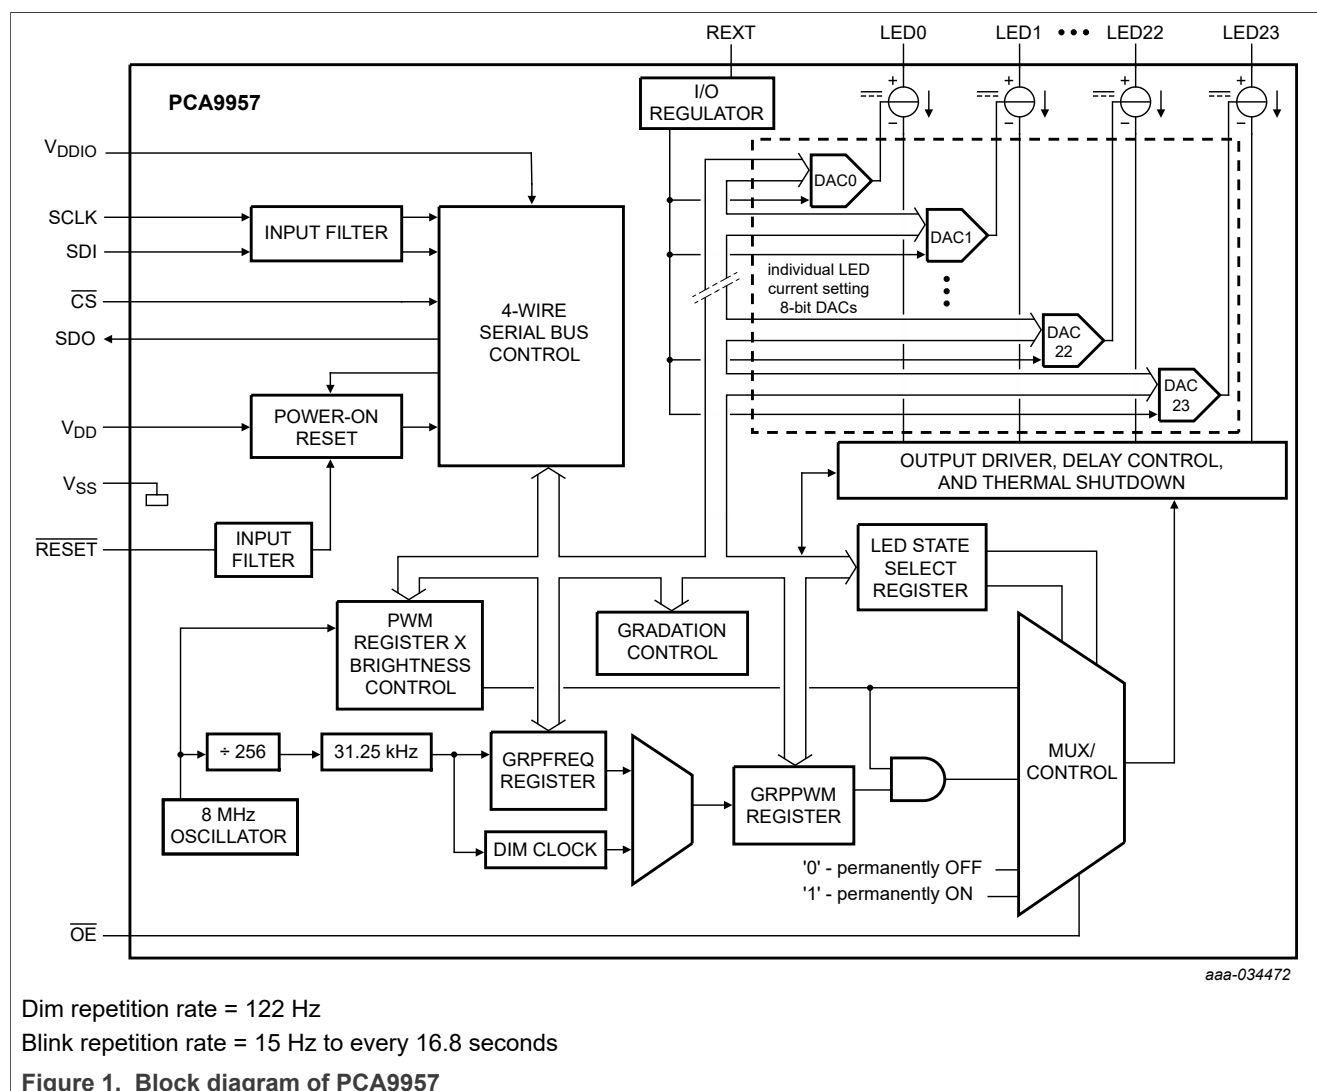 REXT LED0 LED1 ••• LED22 LED23
PCA9957
I/O
REGULATOR
VDDIO
SCLK
SDI
INPUT FILTER
CS
SDO
4-WIRE
SERIAL BUS
CONTROL
DAC0
DAC1
individual LED
current setting
8-bit DACs
DAC
22
DAC
23
VDD
POWER-ON
RESET
VSS
RESET
INPUT
FILTER
OUTPUT DRIVER, DELAY CONTROL,
AND THERMAL SHUTDOWN
LED STATE
SELECT
REGISTER
PWM
REGISTER X
BRIGHTNESS
CONTROL
GRADATION
CONTROL
÷ 256
31.25 kHz
GRPFREQ
REGISTER
8 MHz
OSCILLATOR
DIM CLOCK
GRPPWM
REGISTER
MUX/
CONTROL
'0' - permanently OFF
'1' - permanently ON
OE
aaa-034472
Dim repetition rate = 122 Hz
Blink repetition rate = 15 Hz to every 16.8 seconds
Figure 1. Block diagram of PCA9957